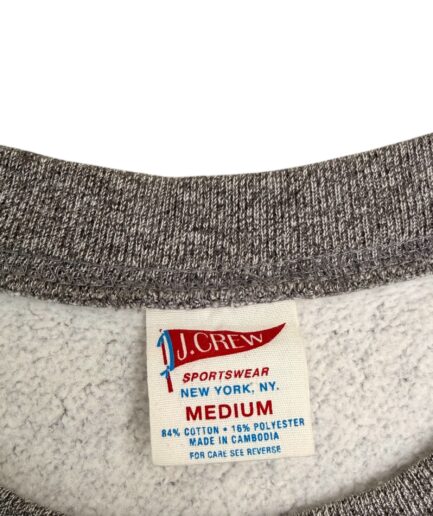 J.CREW
SPORTSWEAR
NEW YORK, NY.
MEDIUM
84% COTTON • 16% POLYESTER
MADE IN CAMBODIA
FOR CARE SEE REVERSE